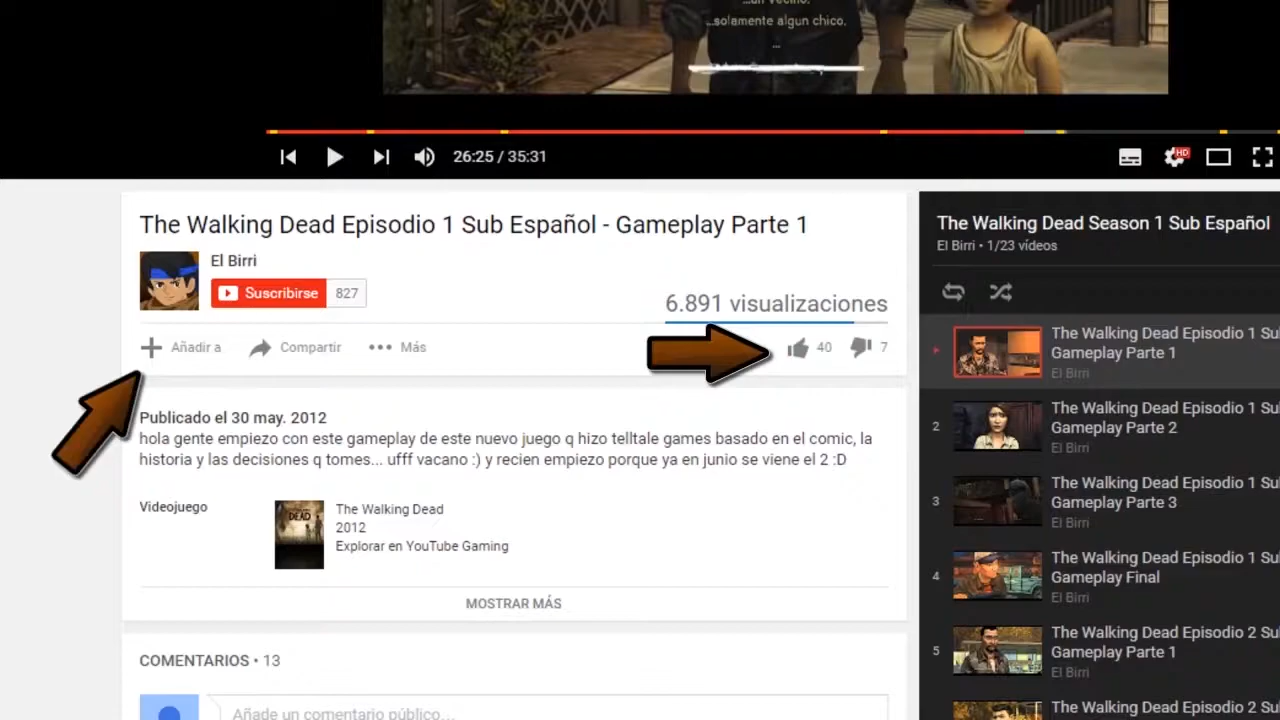 ...un vecino.
...solamente algun chico.
...
26:25 / 35:31
HD
The Walking Dead Episodio 1 Sub Español - Gameplay Parte 1
El Birri
Suscribirse 827
6.891 visualizaciones
Añadir a Compartir Más
40 7
Publicado el 30 may. 2012
hola gente empiezo con este gameplay de este nuevo juego q hizo telltale games basado en el comic, la
historia y las decisiones q tomes... ufff vacano :) y recien empiezo porque ya en junio se viene el 2 :D
Videojuego
DEAD
The Walking Dead
2012
Explorar en YouTube Gaming
MOSTRAR MÁS
COMENTARIOS • 13
Añade un comentario público...
The Walking Dead Season 1 Sub Español
El Birri • 1/23 vídeos
The Walking Dead Episodio 1 Su
Gameplay Parte 1
El Birri
2
The Walking Dead Episodio 1 Su
Gameplay Parte 2
El Birri
3
The Walking Dead Episodio 1 Su
Gameplay Parte 3
El Birri
4
The Walking Dead Episodio 1 Su
Gameplay Final
El Birri
5
The Walking Dead Episodio 2 Su
Gameplay Parte 1
El Birri
The Walking Dead Episodio 2 Su